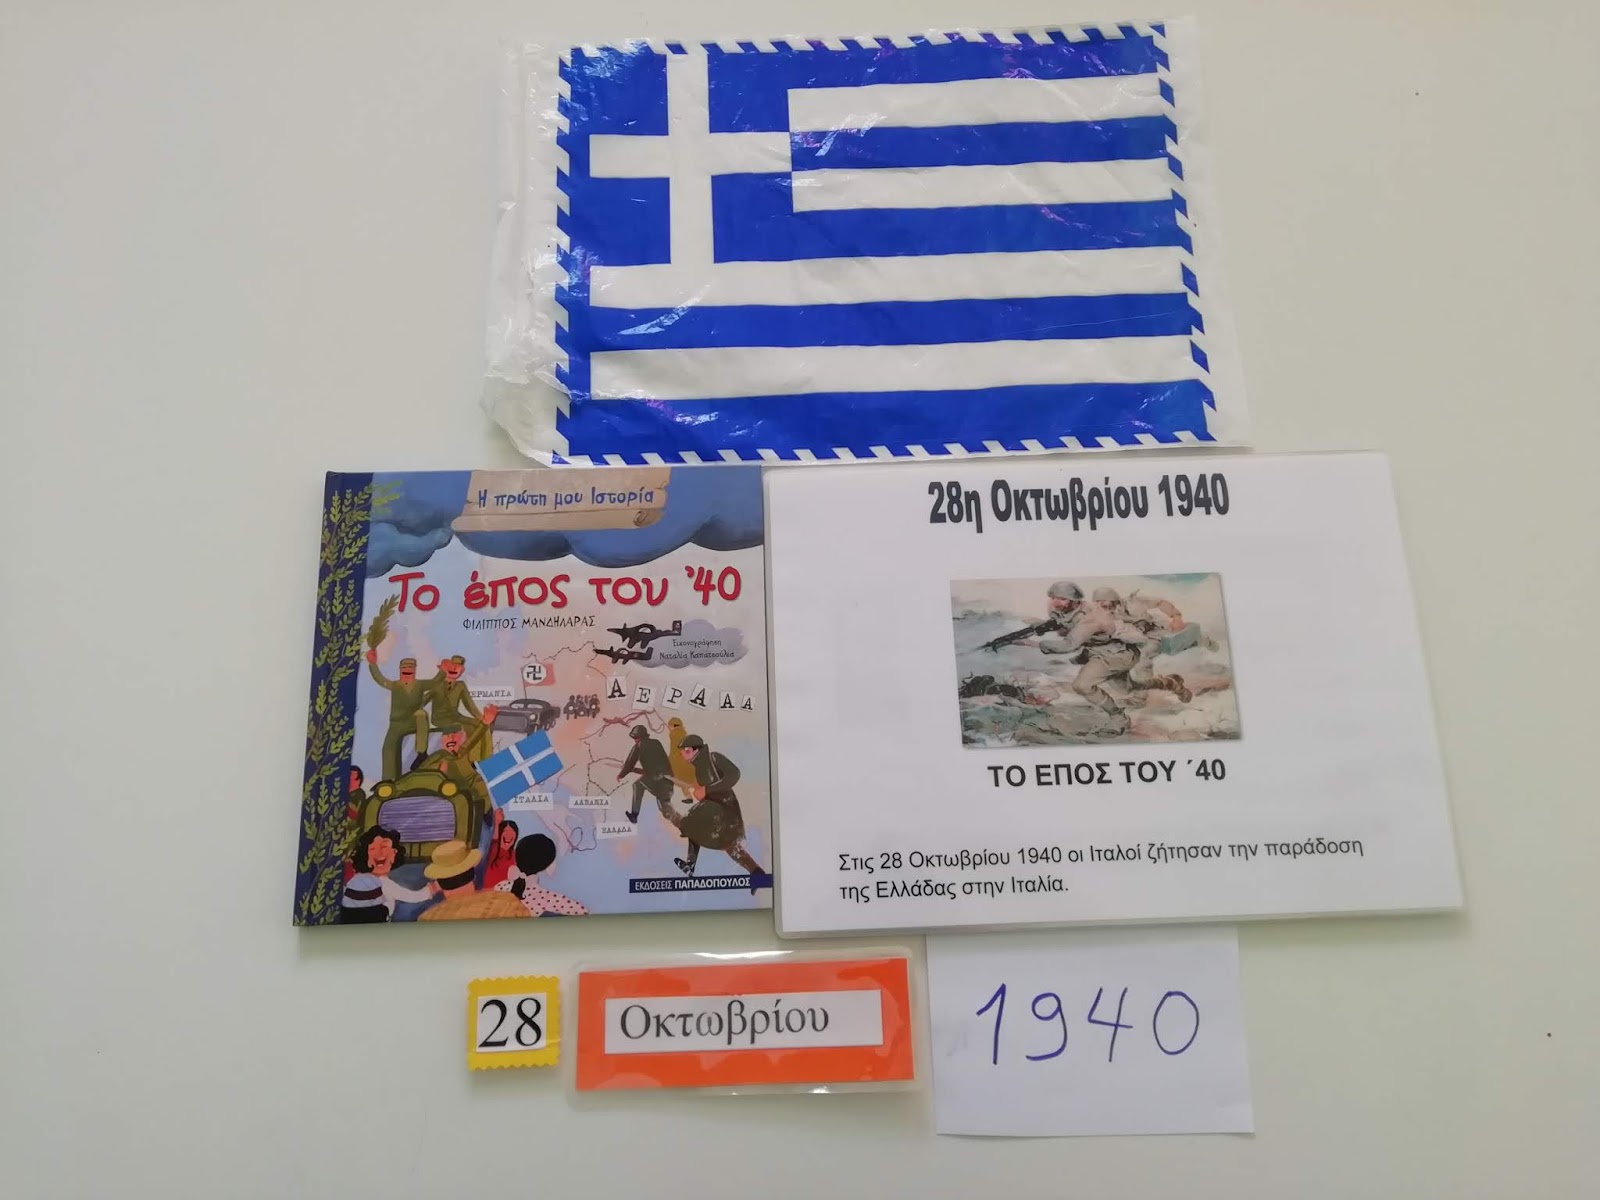 Η πρώτη μου Ιστορία
Το έπος του '40
ΦΙΛΙΠΠΟΣ ΜΑΝΔΗΛΑΡΑΣ
Εικονογράφηση
Ναταλία Καπατσούλια
ΓΕΡΜΑΝΙΑ
ΑΕΡΑΑΑ
ΙΤΑΛΙΑ
ΑΛΒΑΝΙΑ
ΕΛΛΑΔΑ
ΕΚΔΟΣΕΙΣ ΠΑΠΑΔΟΠΟΥΛΟΣ
28η Οκτωβρίου 1940
ΤΟ ΕΠΟΣ ΤΟΥ ΄40
Στις 28 Οκτωβρίου 1940 οι Ιταλοί ζήτησαν την παράδοση
της Ελλάδας στην Ιταλία.
28
Οκτωβρίου
1940